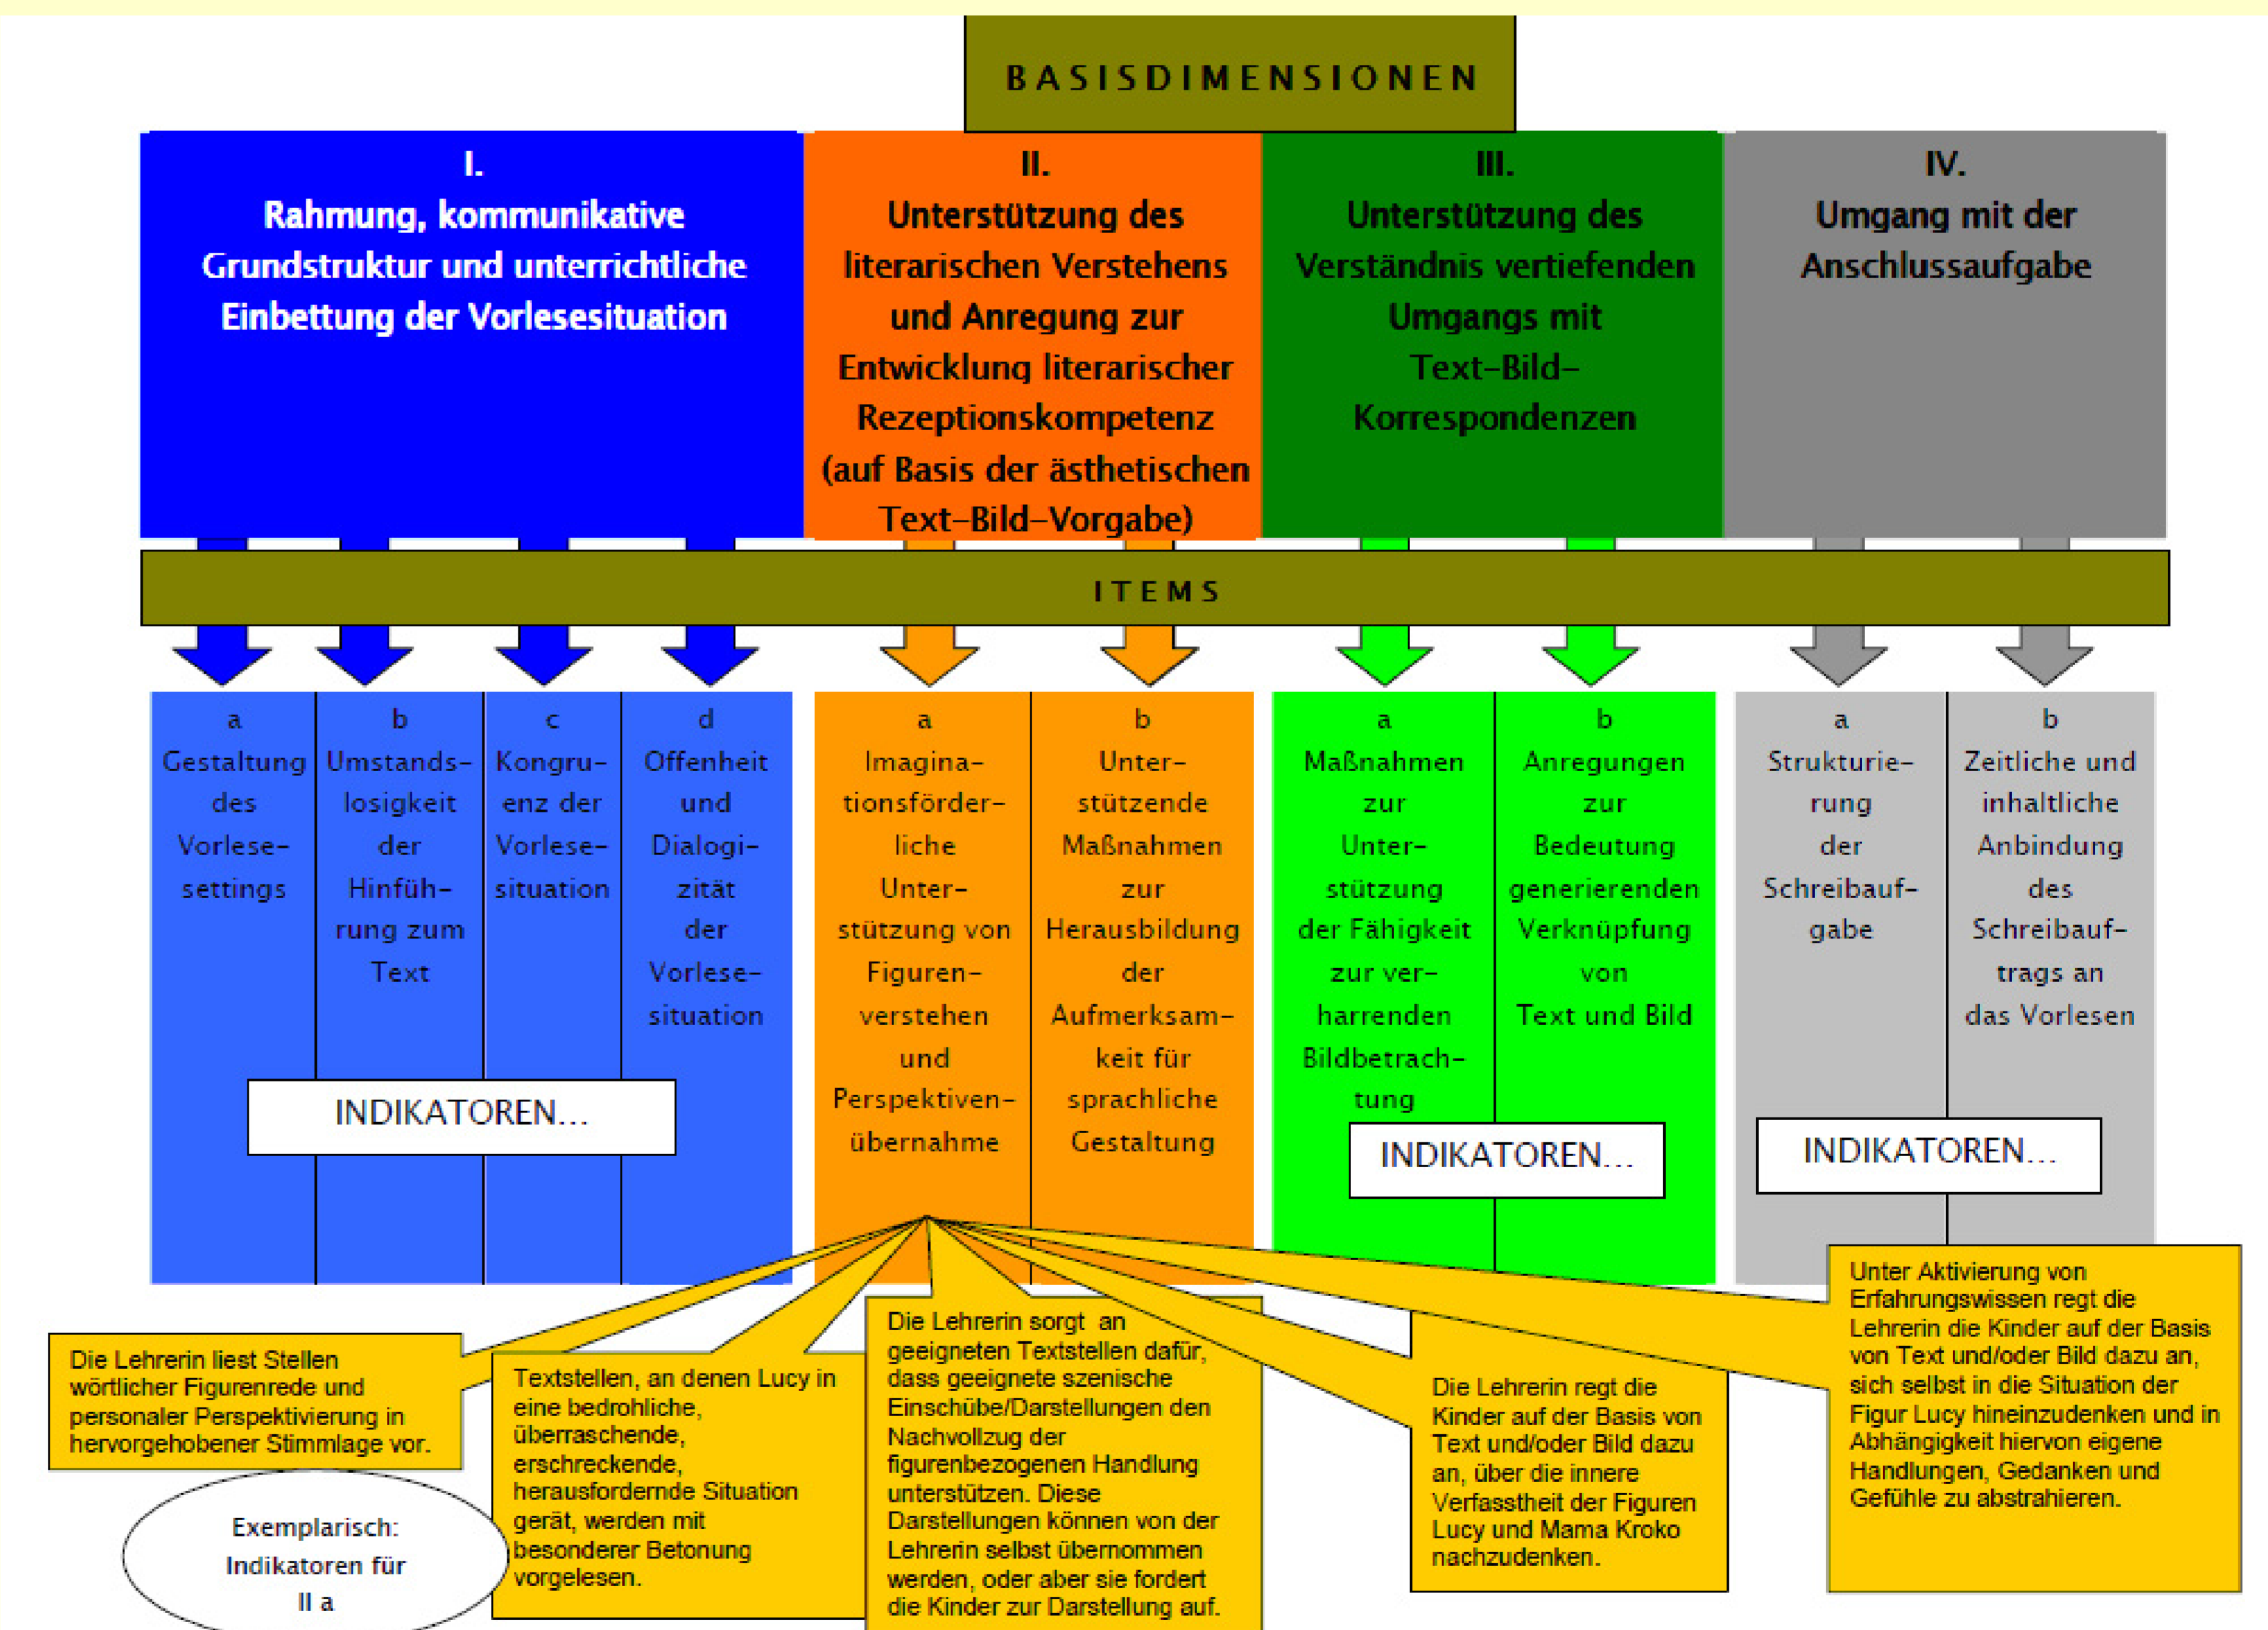 BASISDIMENSIONEN
I.
Rahmung, kommunikative
Grundstruktur und unterrichtliche
Einbettung der Vorlesesituation
II.
Unterstützung des
literarischen Verstehens
und Anregung zur
Entwicklung literarischer
Rezeptionskompetenz
(auf Basis der ästhetischen
Text-Bild-Vorgabe)
III.
Unterstützung des
Verständnis vertiefenden
Umgangs mit
Text-Bild-
Korrespondenzen
IV.
Umgang mit der
Anschlussaufgabe
ITEMS
a
Gestaltung
des
Vorlese-
settings
b
Umstands-
losigkeit
der
Hinfüh-
rung zum
Text
c
Kongru-
enz der
Vorlese-
situation
d
Offenheit
und
Dialogi-
zität
der
Vorlese-
situation
INDIKATOREN...
a
Imagina-
tionsförder-
liche
Unter-
stützung von
Figuren-
verstehen
und
Perspektiven-
übernahme
b
Unter-
stützende
Maßnahmen
zur
Herausbildung
der
Aufmerksam-
keit für
sprachliche
Gestaltung
a
Maßnahmen
zur
Unter-
stützung
der Fähigkeit
zur ver-
harrenden
Bildbetrach-
tung
b
Anregungen
zur
Bedeutung
generierenden
Verknüpfung
von
Text und Bild
INDIKATOREN...
a
Strukturie-
rung
der
Schreibauf-
gabe
b
Zeitliche und
inhaltliche
Anbindung
des
Schreibauf-
trags an
das Vorlesen
INDIKATOREN...
Die Lehrerin liest Stellen
wörtlicher Figurenrede und
personaler Perspektivierung in
hervorgehobener Stimmlage vor.
Exemplarisch:
Indikatoren für
II a
Textstellen, an denen Lucy in
eine bedrohliche,
überraschende,
erschreckende,
herausfordernde Situation
gerät, werden mit
besonderer Betonung
vorgelesen.
Die Lehrerin sorgt an
geeigneten Textstellen dafür,
dass geeignete szenische
Einschübe/Darstellungen den
Nachvollzug der
figurenbezogenen Handlung
unterstützen. Diese
Darstellungen können von der
Lehrerin selbst übernommen
werden, oder aber sie fordert
die Kinder zur Darstellung auf.
Die Lehrerin regt die
Kinder auf der Basis von
Text und/oder Bild dazu
an, über die innere
Verfasstheit der Figuren
Lucy und Mama Kroko
nachzudenken.
Unter Aktivierung von
Erfahrungswissen regt die
Lehrerin die Kinder auf der Basis
von Text und/oder Bild dazu an,
sich selbst in die Situation der
Figur Lucy hineinzudenken und in
Abhängigkeit hiervon eigene
Handlungen, Gedanken und
Gefühle zu abstrahieren.